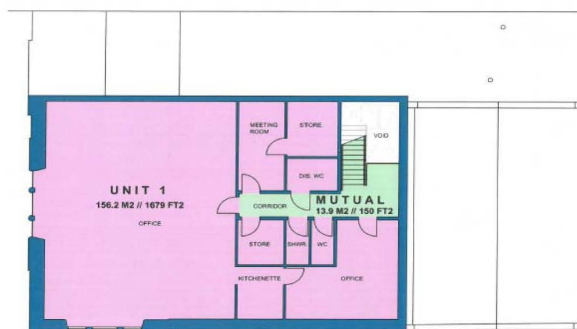 MEETING
ROOM
STORE
VOID
DIS. WC
UNIT 1
156.2 M2 // 1679 FT2
OFFICE
CORRIDOR
MUTUAL
13.9 M2 // 150 FT2
STORE
SHWR
WC
OFFICE
KITCHENETTE